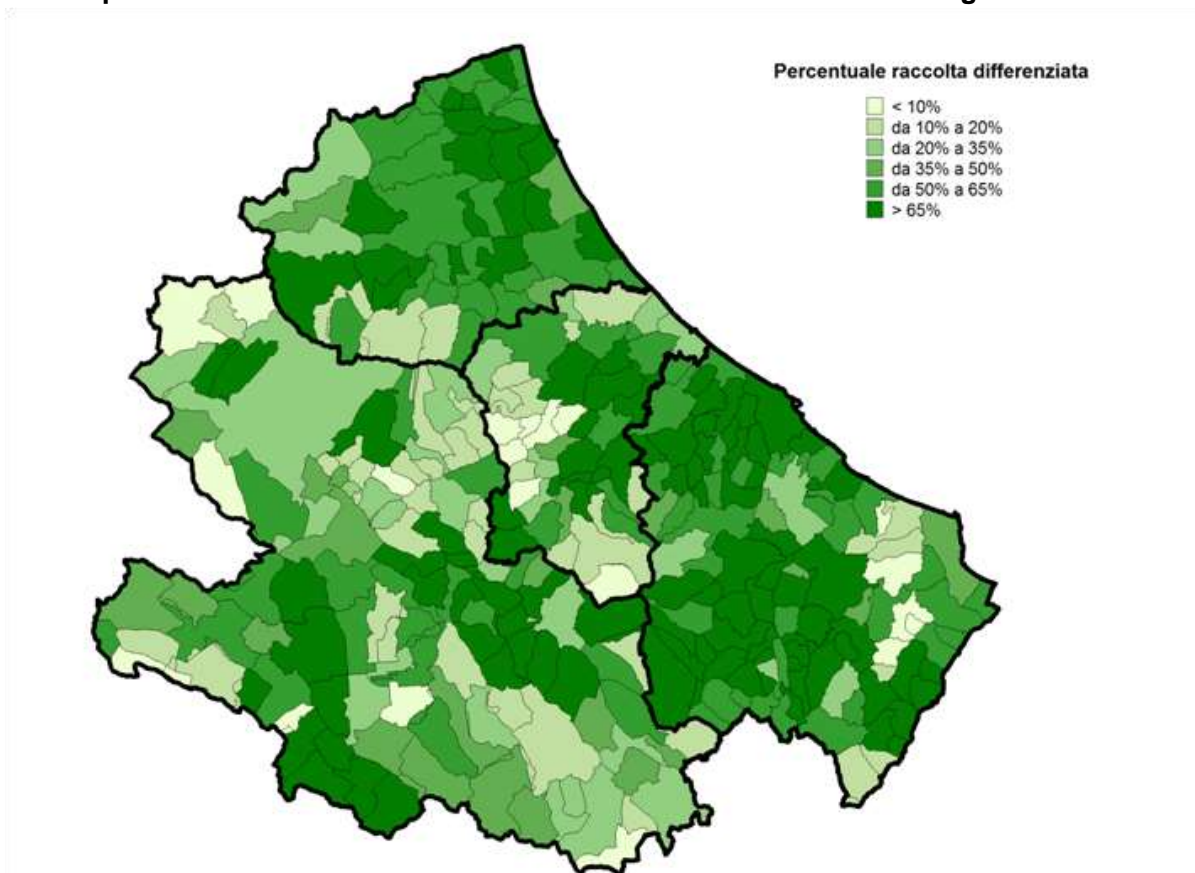 Percentuale raccolta differenziata
< 10%
da 10% a 20%
da 20% a 35%
da 35% a 50%
da 50% a 65%
> 65%